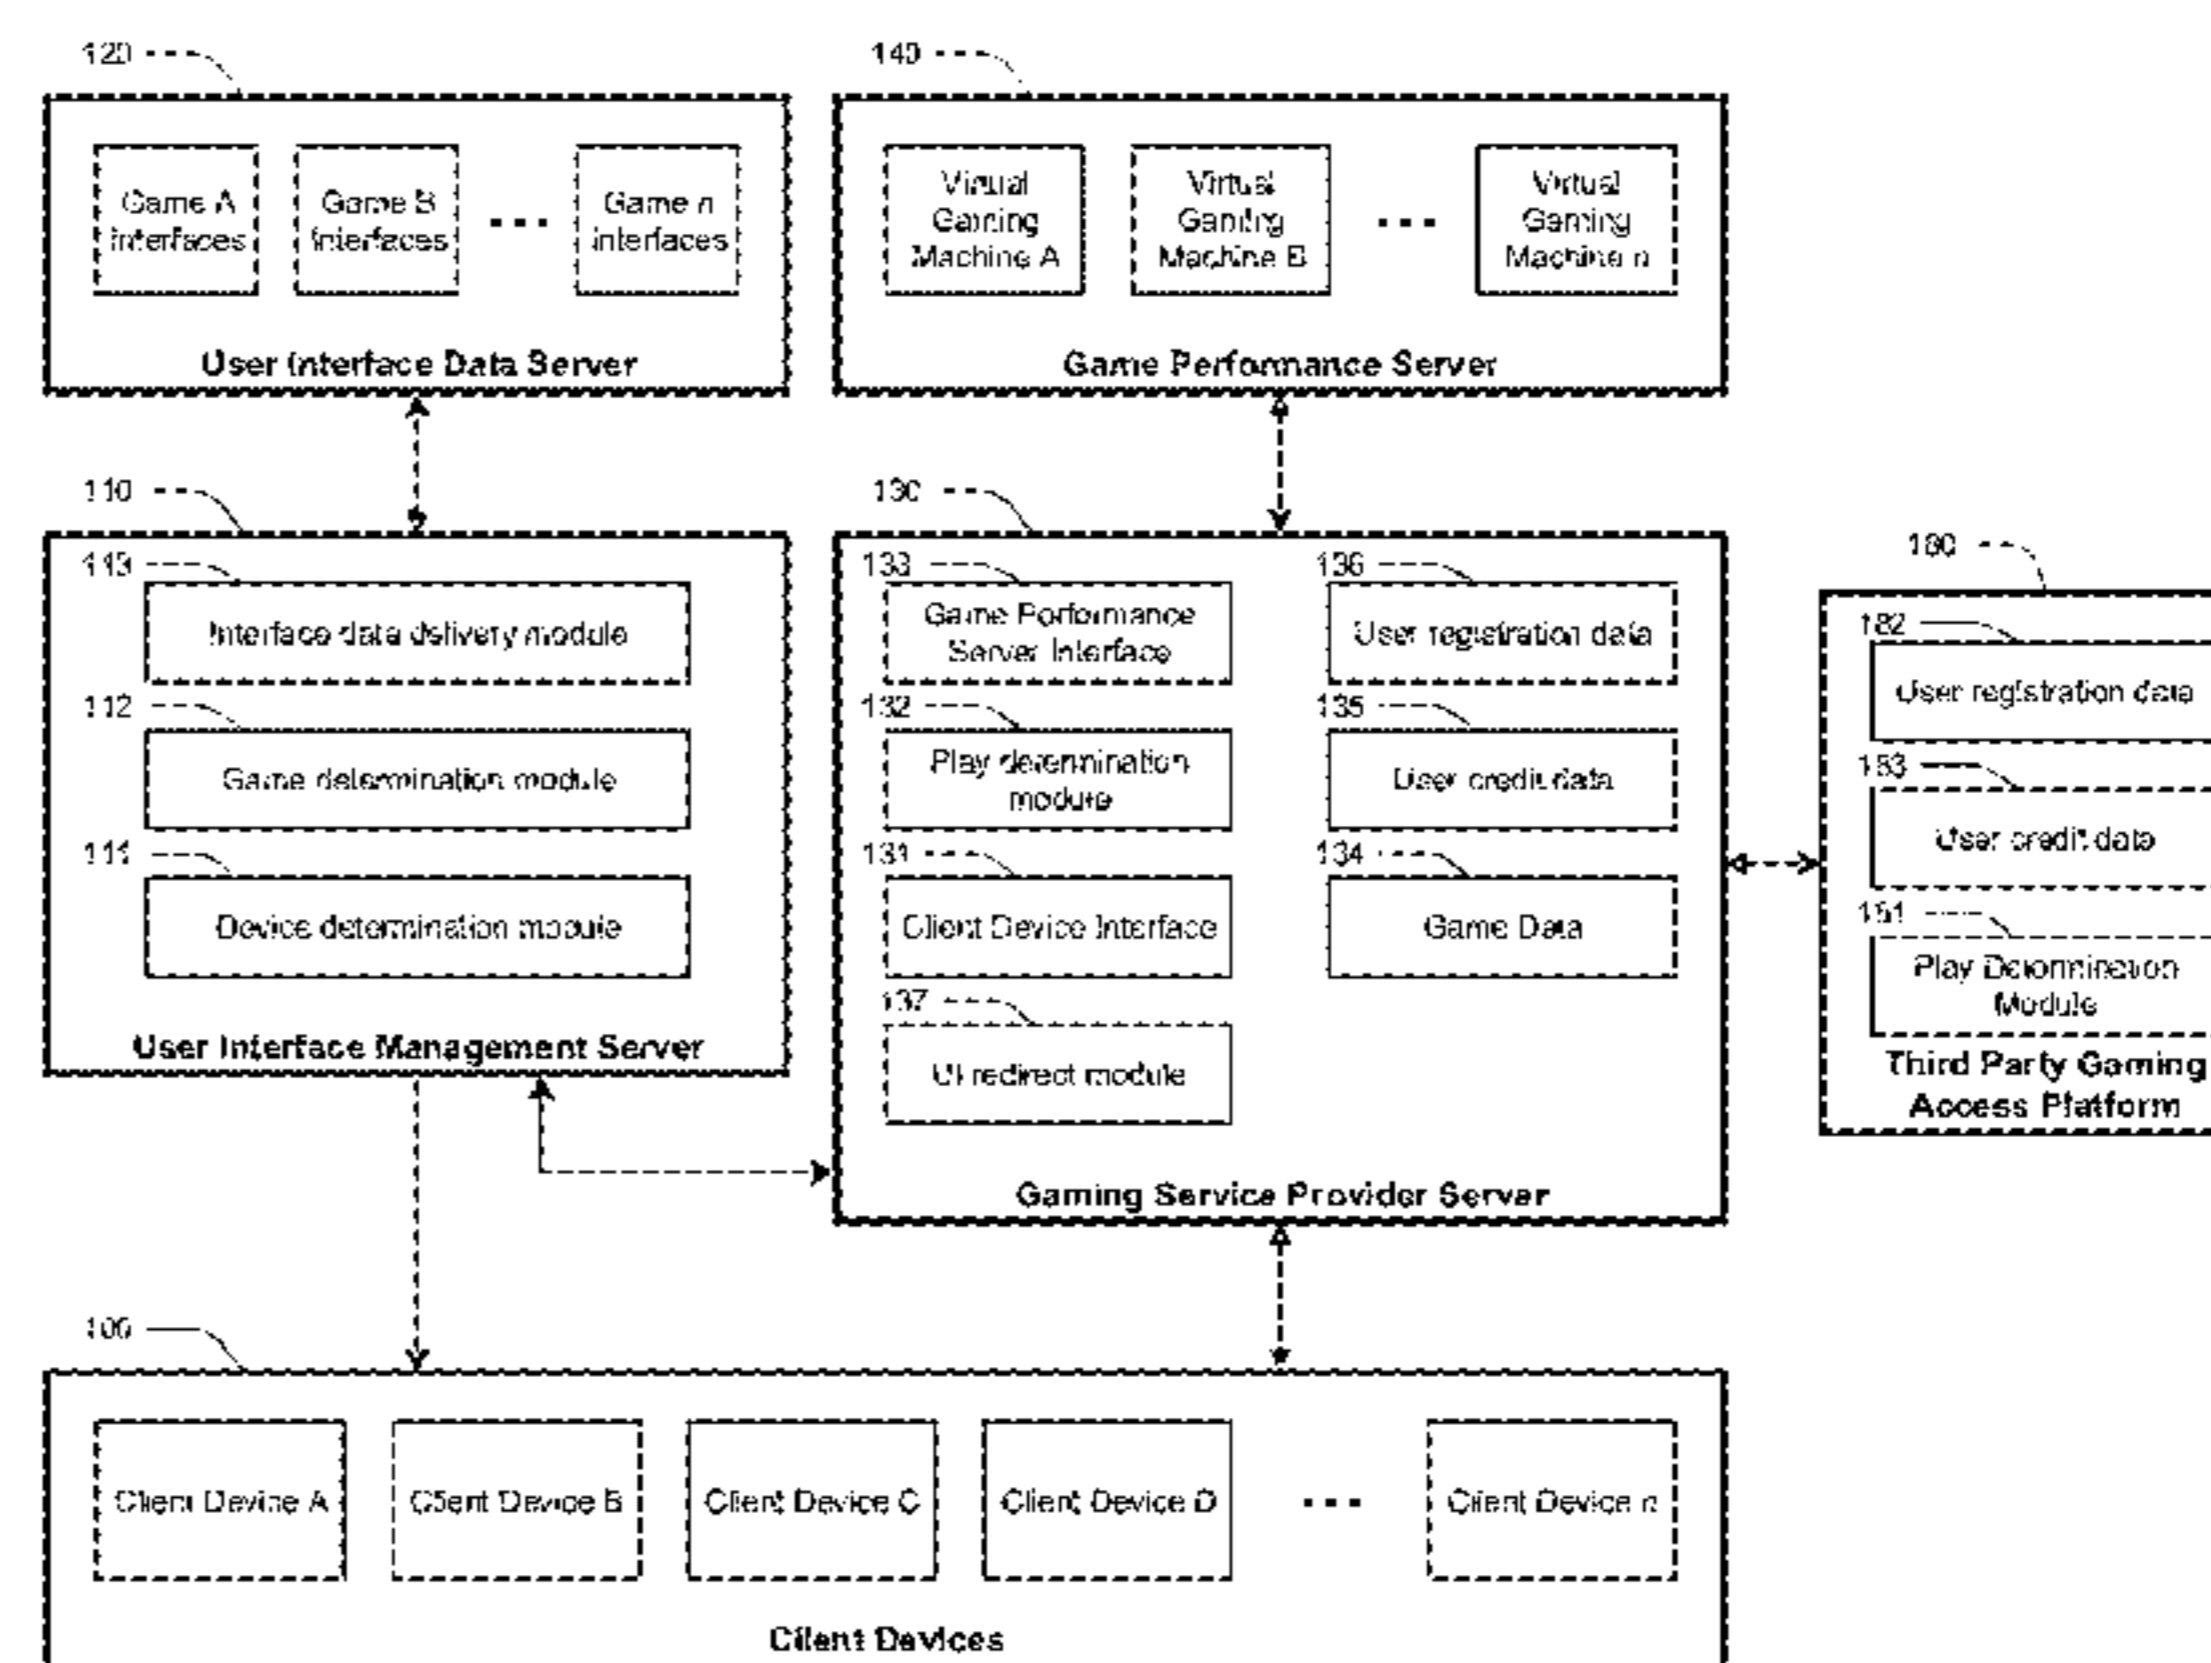 120
140
Game A
interfaces
Game B
interfaces
...
Game n
interfaces
User Interface Data Server
Virtual
Gaming
Machine A
Virtual
Gaming
Machine B
...
Virtual
Gaming
Machine n
Game Performance Server
110
130
113
Interface data delivery module
112
Game determination module
111
Device determination module
User Interface Management Server
133
Game Performance
Server Interface
132
Play determination
module
131
Client Device Interface
137
UI redirect module
136
User registration data
135
User credit data
134
Game Data
Gaming Service Provider Server
182
User registration data
User credit data
Play Determination
Module
Third Party Gaming
Access Platform
100
Client Device A
Client Device B
Client Device C
Client Device D
...
Client Device n
Client Devices